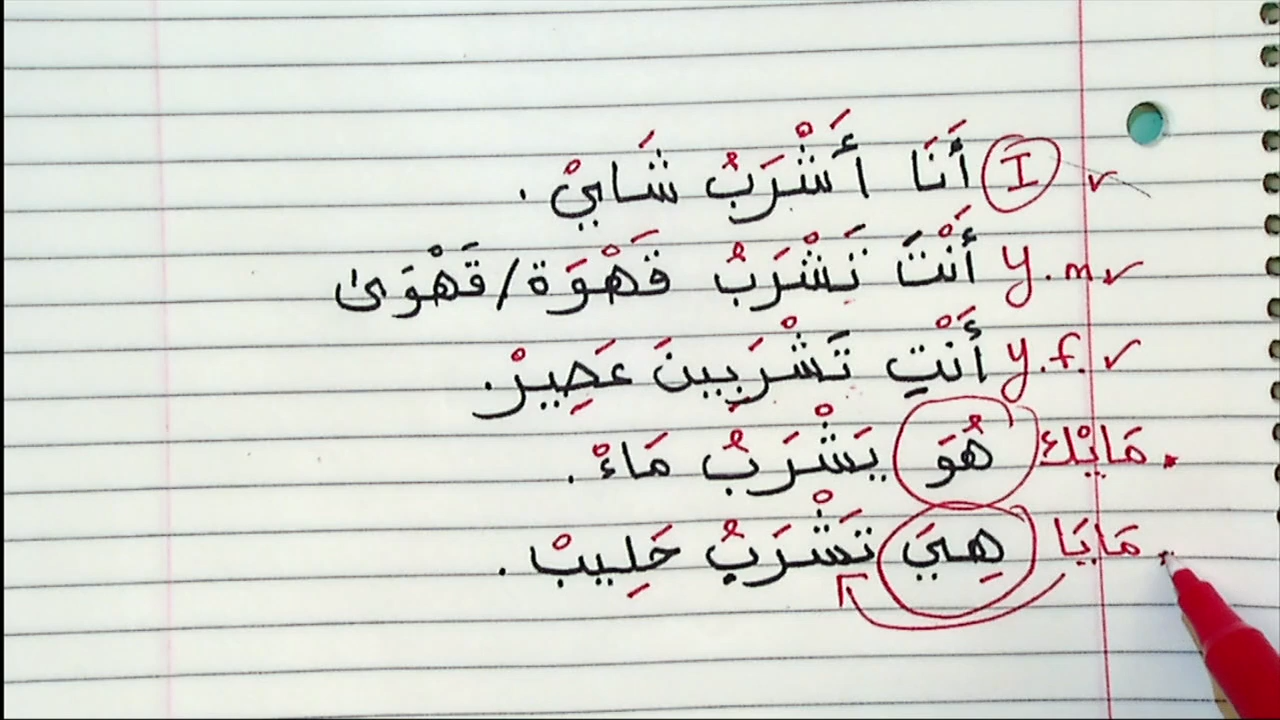 I أَنَا أَشْرَبُ شَايْ .
y.m أَنْتَ تَشْرَبُ قَهْوَة/قَهْوَىٰ
y.f. أَنْتِ تَشْرَبِينَ عَصِيرْ.
مَايْك هُوَ يَشْرَبُ مَاءْ .
مَايَا هِيَ تَشْرَبُ حَلِيبْ .